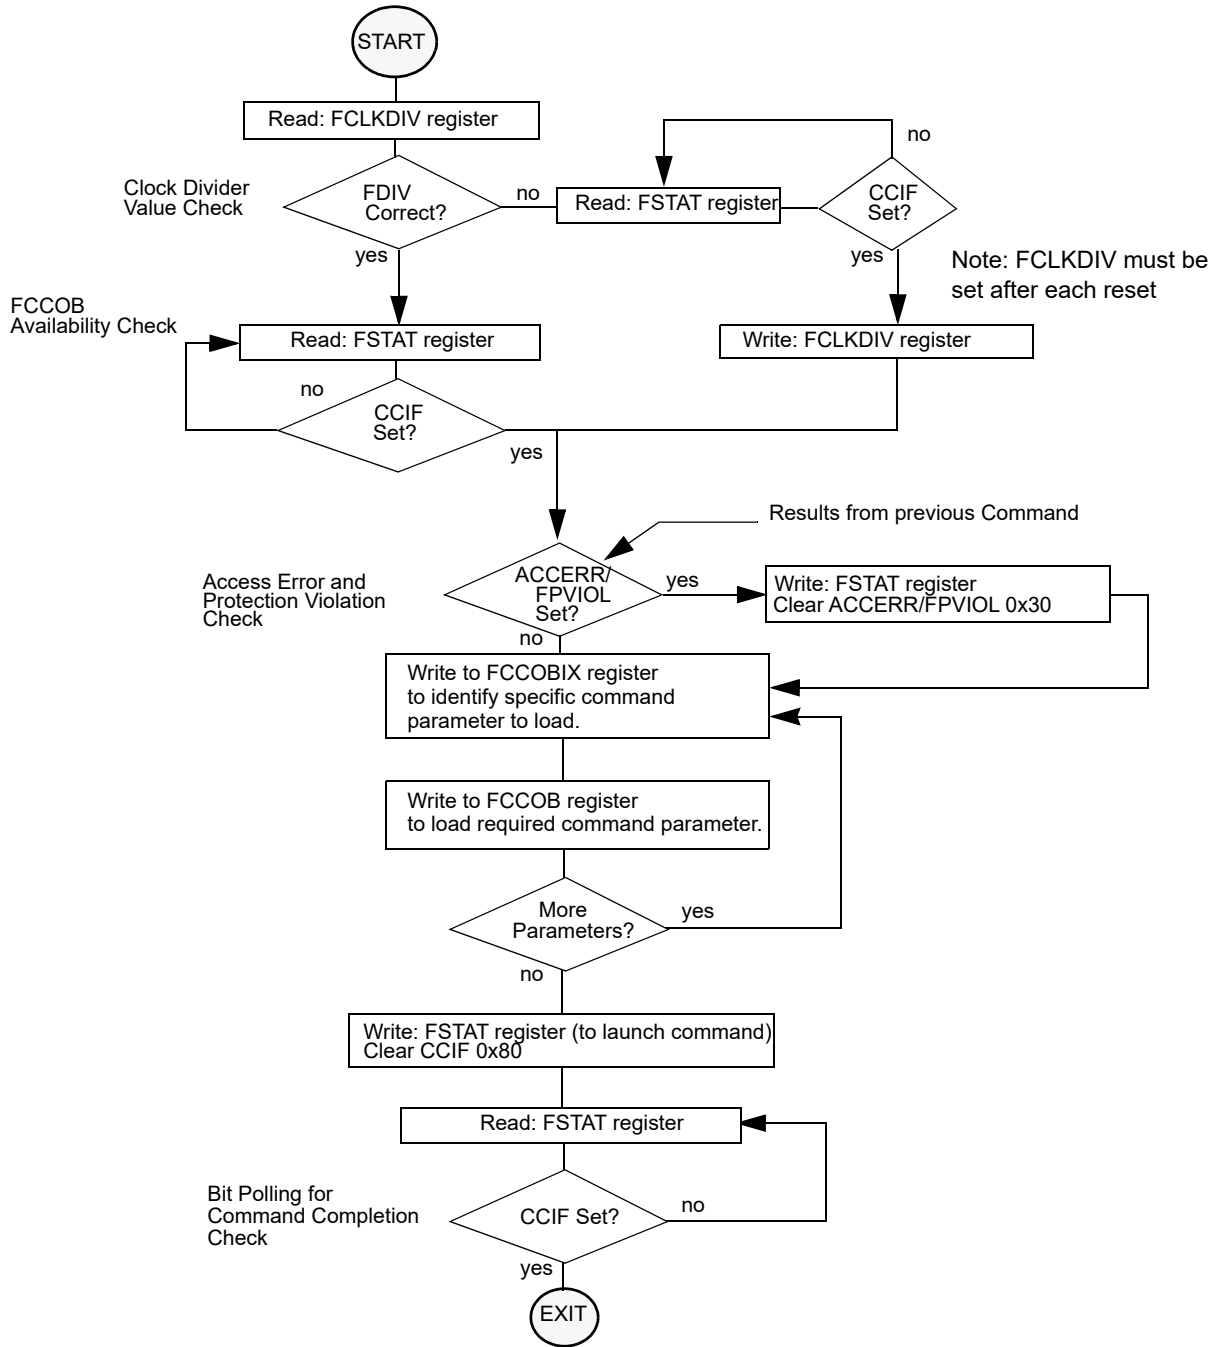 START
Read: FCLKDIV register
no
Clock Divider
Value Check
FDIV
Correct?
no
Read: FSTAT register
CCIF
Set?
yes
yes
Note: FCLKDIV must be
set after each reset
FCCOB
Availability Check
Read: FSTAT register
Write: FCLKDIV register
no
CCIF
Set?
yes
Results from previous Command
Access Error and
Protection Violation
Check
ACCERR/
FPVIOL
Set?
yes
Write: FSTAT register
Clear ACCERR/FPVIOL 0x30
no
Write to FCCOBIX register
to identify specific command
parameter to load.
Write to FCCOB register
to load required command parameter.
More
Parameters?
yes
no
Write: FSTAT register (to launch command)
Clear CCIF 0x80
Read: FSTAT register
Bit Polling for
Command Completion
Check
CCIF Set?
no
yes
EXIT